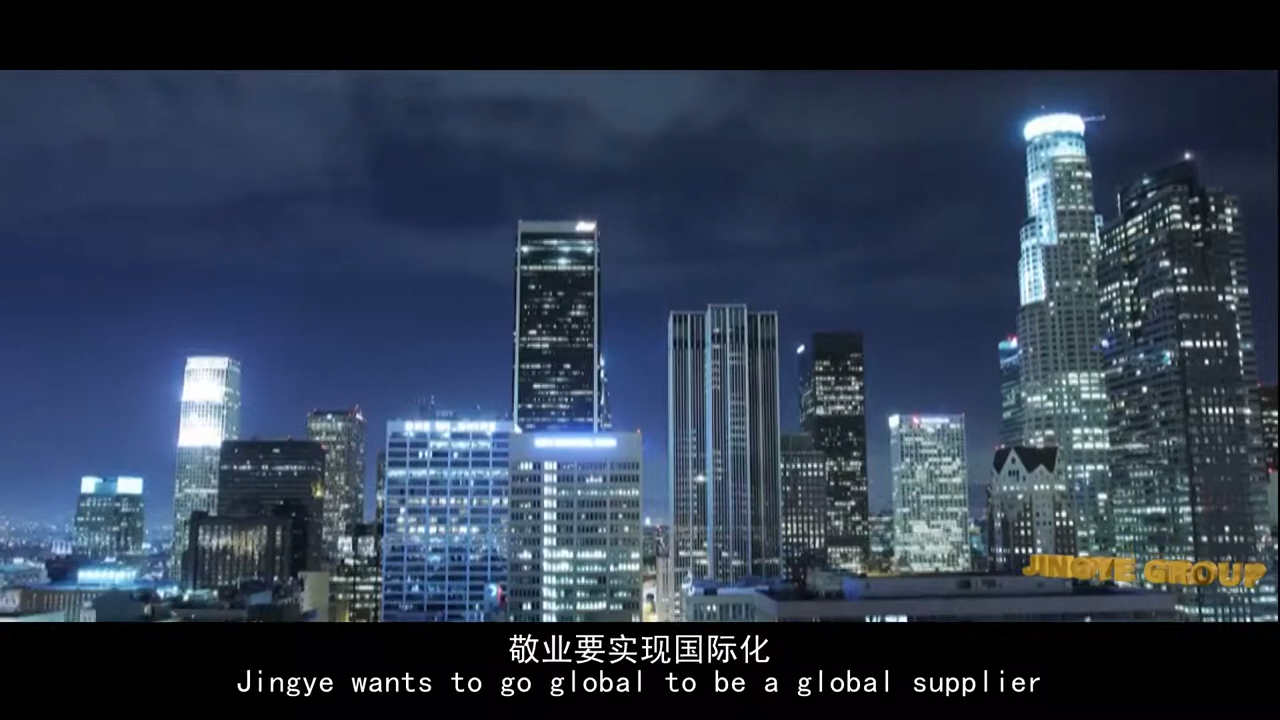 JINGYE GROUP
敬业要实现国际化
Jingye wants to go global to be a global supplier